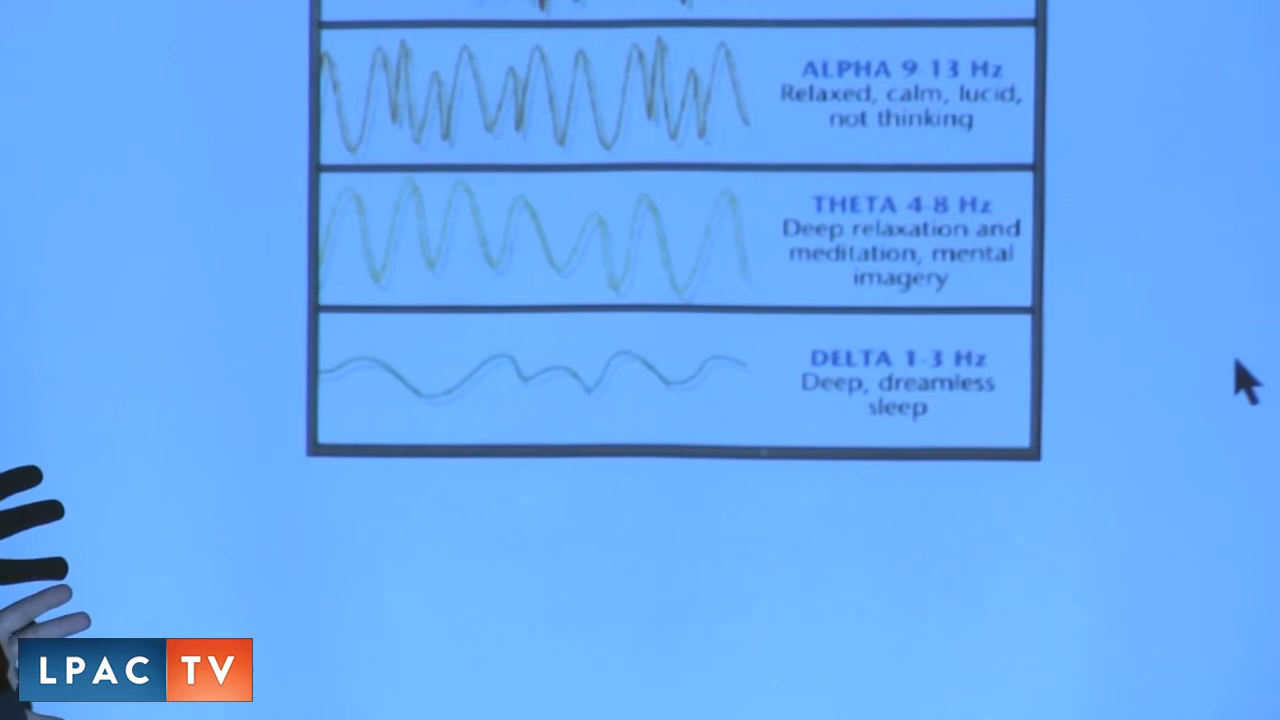 ALPHA 9-13 Hz
Relaxed, calm, lucid,
not thinking
THETA 4-8 Hz
Deep relaxation and
meditation, mental
imagery
DELTA 1-3 Hz
Deep, dreamless
sleep
LPAC TV